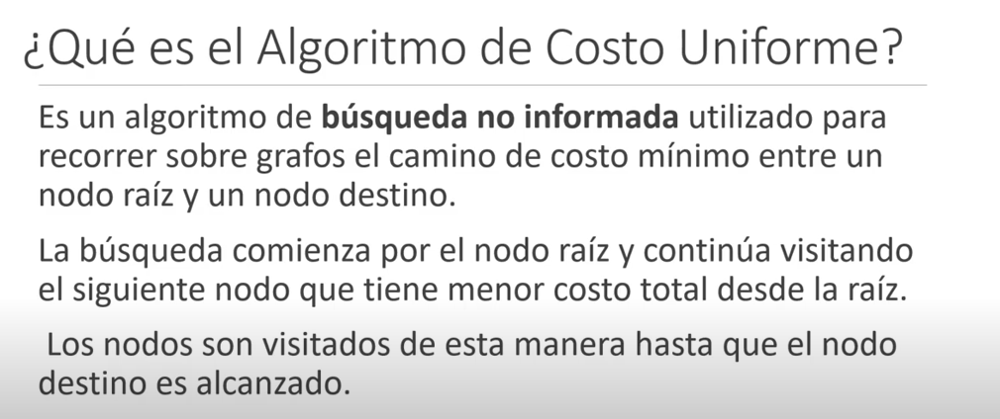 ¿Qué es el Algoritmo de Costo Uniforme?
Es un algoritmo de búsqueda no informada utilizado para
recorrer sobre grafos el camino de costo mínimo entre un
nodo raíz y un nodo destino.
La búsqueda comienza por el nodo raíz y continúa visitando
el siguiente nodo que tiene menor costo total desde la raíz.
Los nodos son visitados de esta manera hasta que el nodo
destino es alcanzado.